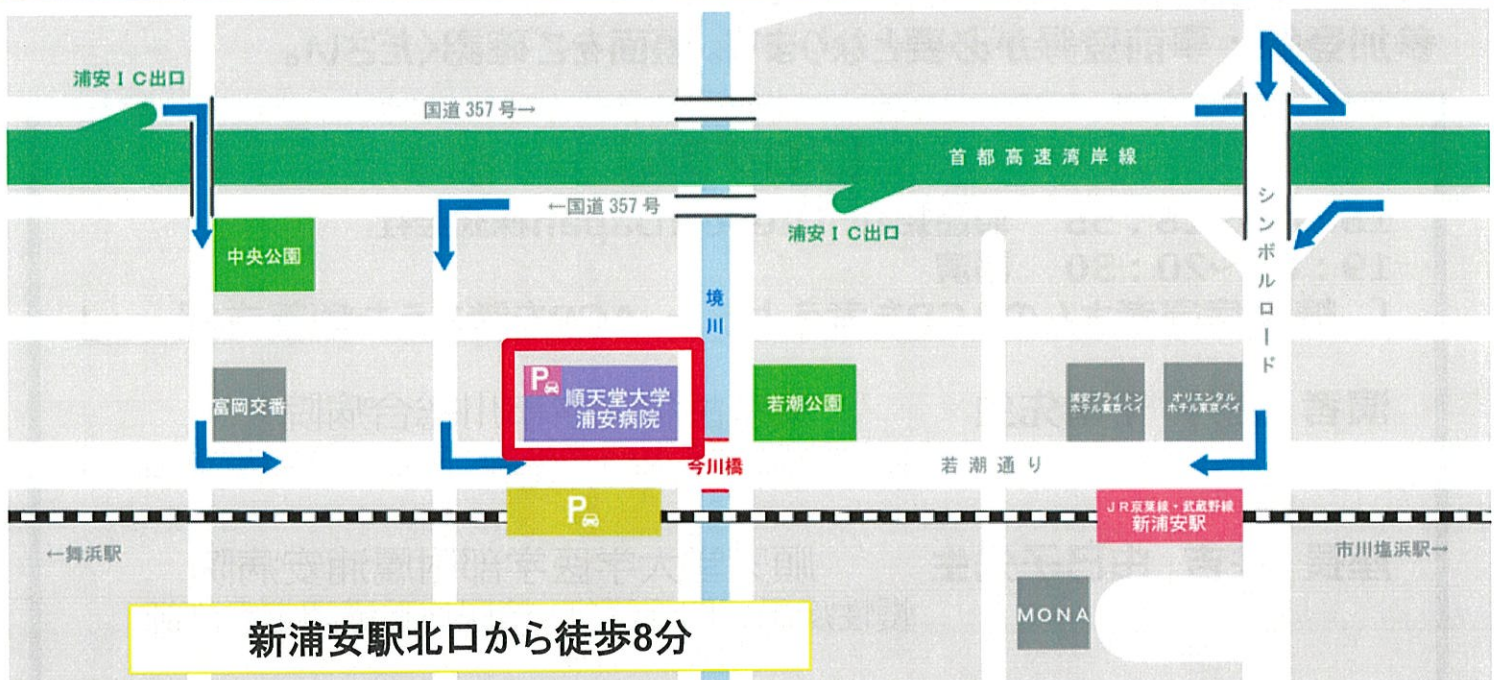 浦安IC出口
国道357号→
首都高速湾岸線
←国道357号
浦安IC出口
シンボルロード
中央公園
境川
富岡交番
P
順天堂大学
浦安病院
若潮公園
浦安ブライトン
ホテル東京ベイ
オリエンタル
ホテル東京ベイ
今川橋
若潮通り
P
JR京葉線・武蔵野線
新浦安駅
←舞浜駅
市川塩浜駅→
MONA
新浦安駅北口から徒歩8分